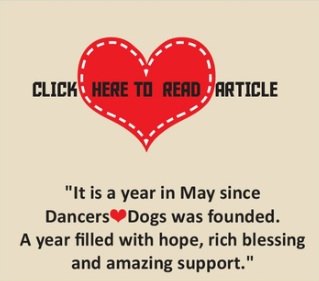 CLICK HERE TO READ ARTICLE
"It is a year in May since
Dancers❤Dogs was founded.
A year filled with hope, rich blessing
and amazing support."